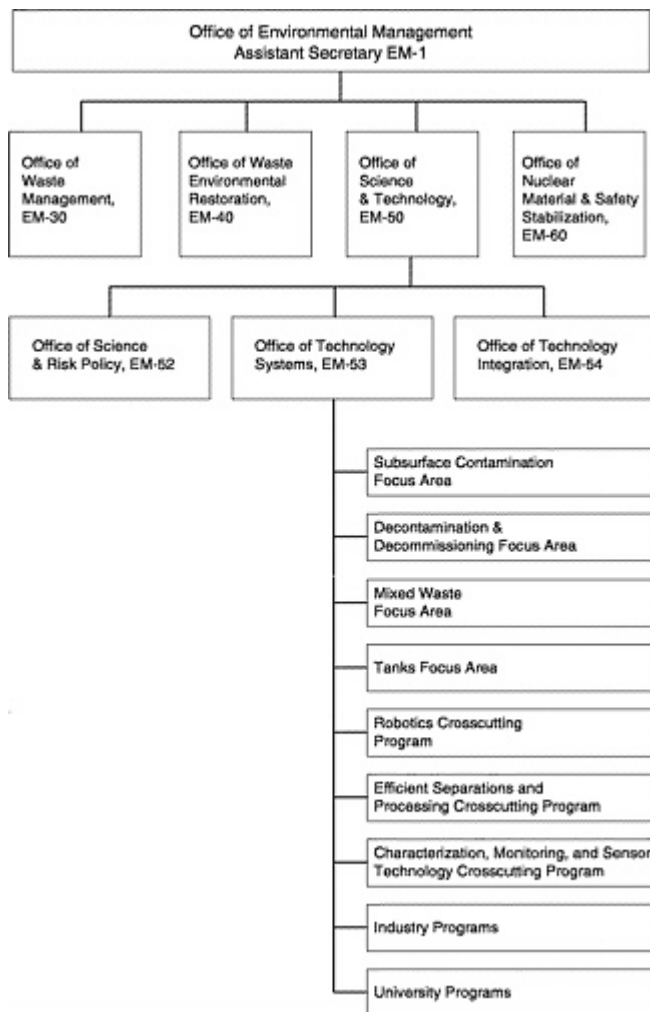 Office of Environmental Management
Assistant Secretary EM-1
Office of
Waste
Management,
EM-30
Office of Waste
Environmental
Restoration,
EM-40
Office of
Science
& Technology,
EM-50
Office of
Nuclear
Material & Safety
Stabilization,
EM-60
Office of Science
& Risk Policy, EM-52
Office of Technology
Systems, EM-53
Office of Technology
Integration, EM-54
Subsurface Contamination
Focus Area
Decontamination &
Decommissioning Focus Area
Mixed Waste
Focus Area
Tanks Focus Area
Robotics Crosscutting
Program
Efficient Separations and
Processing Crosscutting Program
Characterization, Monitoring, and Sensor
Technology Crosscutting Program
Industry Programs
University Programs